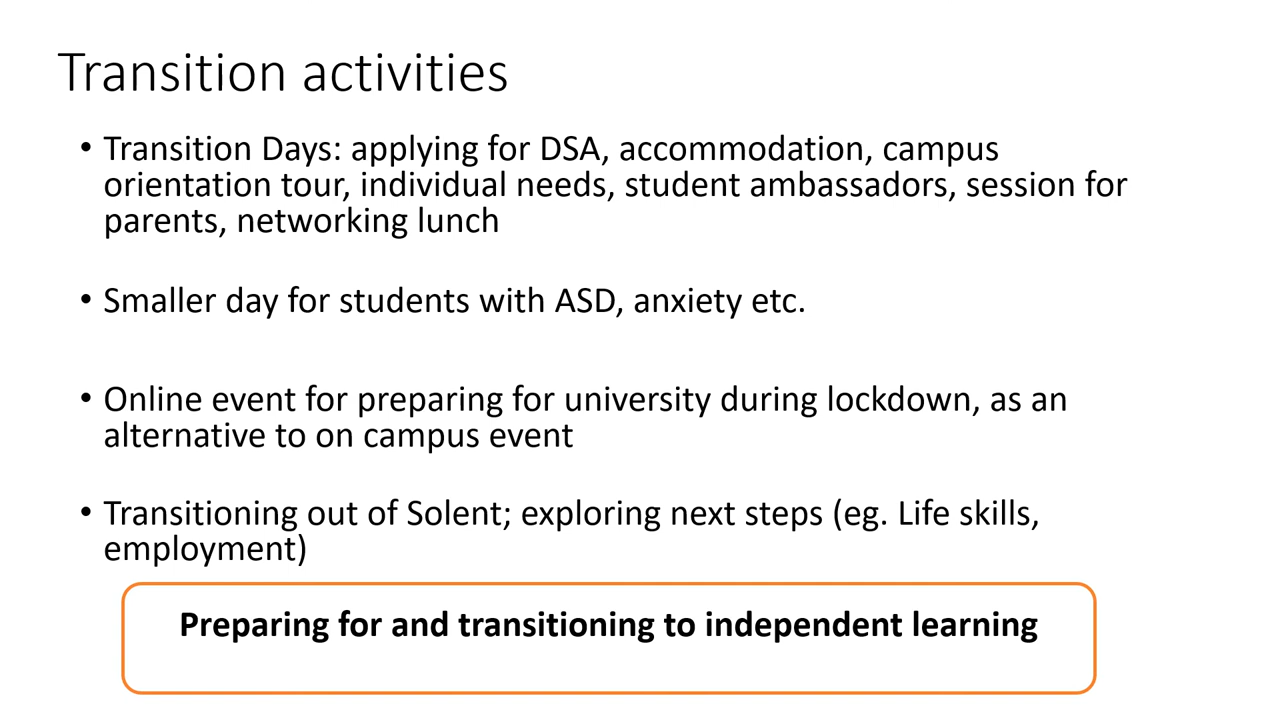 Transition activities
• Transition Days: applying for DSA, accommodation, campus
orientation tour, individual needs, student ambassadors, session for
parents, networking lunch
• Smaller day for students with ASD, anxiety etc.
• Online event for preparing for university during lockdown, as an
alternative to on campus event
• Transitioning out of Solent; exploring next steps (eg. Life skills,
employment)
Preparing for and transitioning to independent learning